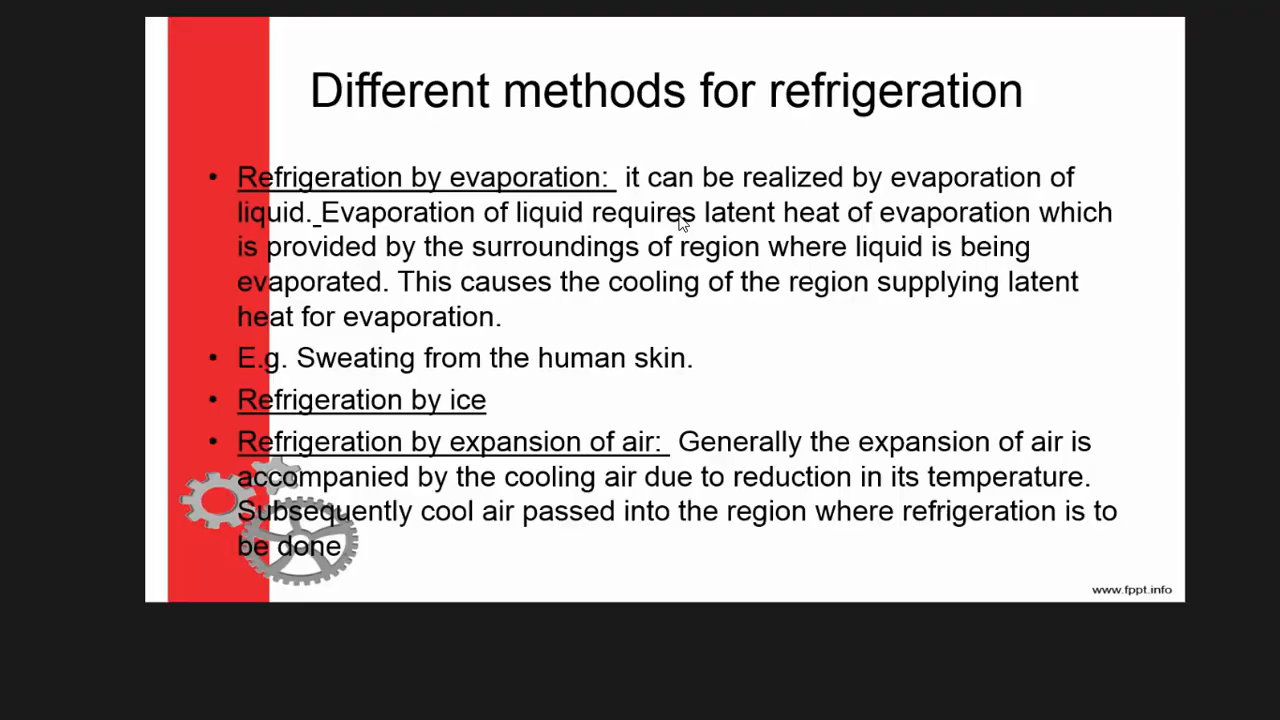 Different methods for refrigeration
• Refrigeration by evaporation: it can be realized by evaporation of
liquid. Evaporation of liquid requires latent heat of evaporation which
is provided by the surroundings of region where liquid is being
evaporated. This causes the cooling of the region supplying latent
heat for evaporation.
• E.g. Sweating from the human skin.
• Refrigeration by ice
• Refrigeration by expansion of air: Generally the expansion of air is
accompanied by the cooling air due to reduction in its temperature.
Subsequently cool air passed into the region where refrigeration is to
be done
www.fppt.info